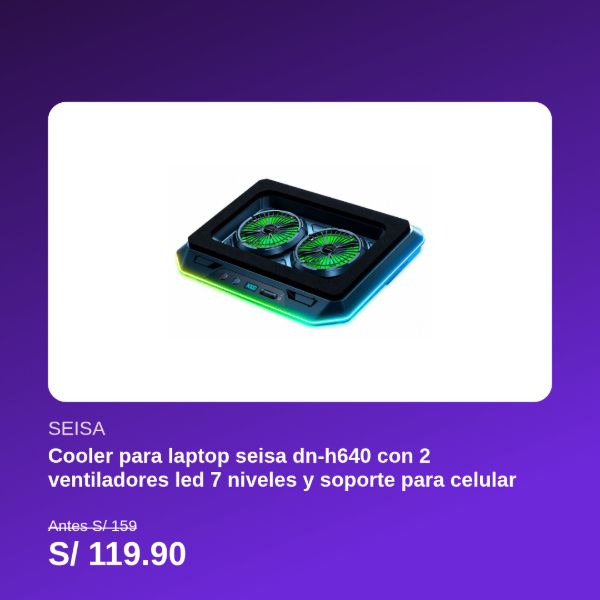 SEISA
Cooler para laptop seisa dn-h640 con 2
ventiladores led 7 niveles y soporte para celular
Antes S/ 159
S/ 119.90